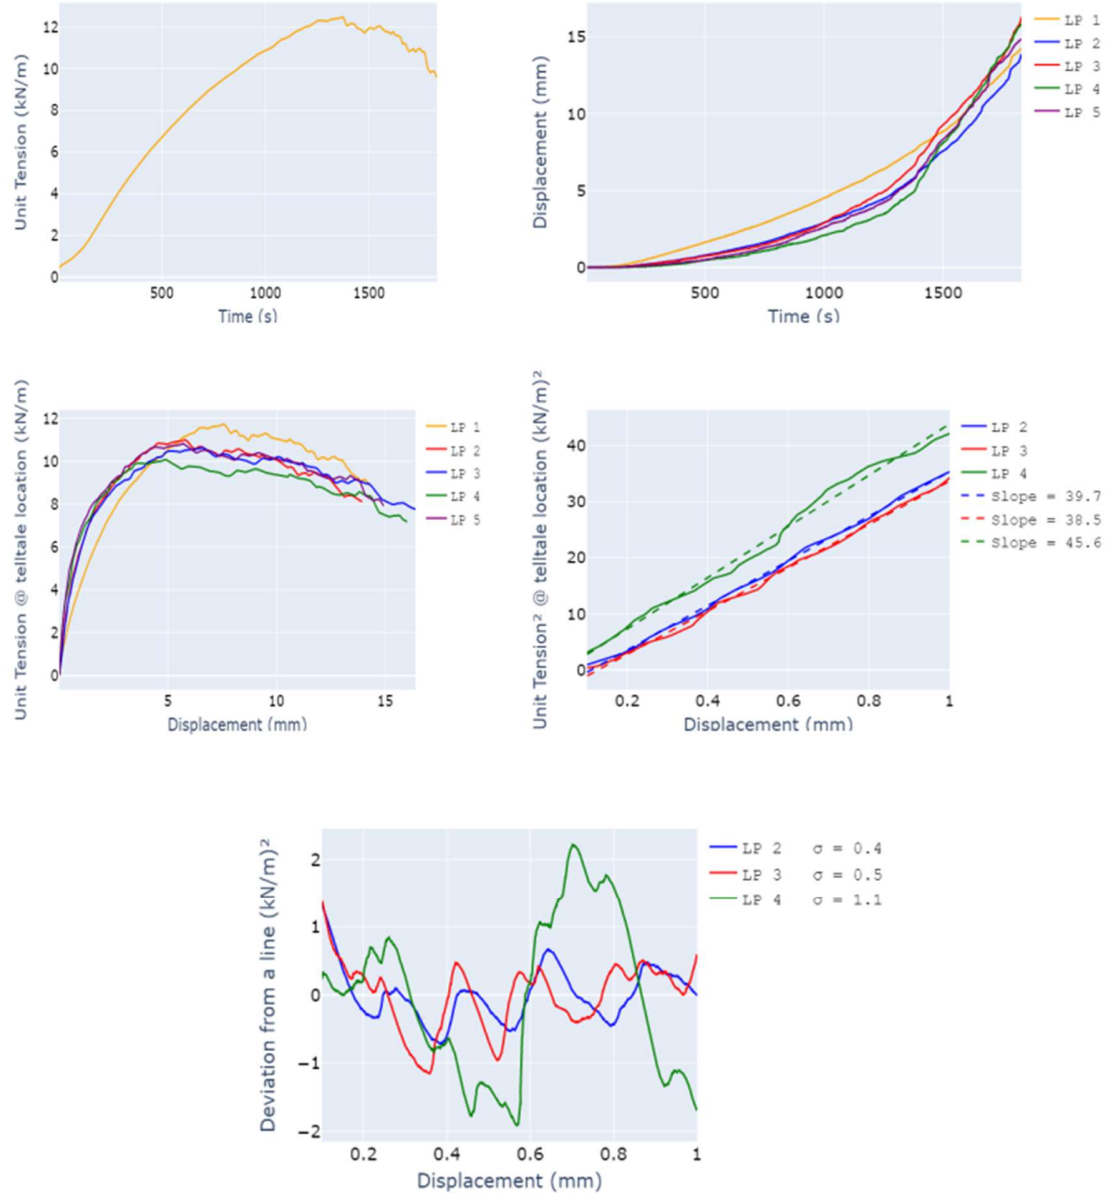 Unit Tension (kN/m)
12
10
8
6
4
2
0
500
1000
1500
Time (s)
Displacement (mm)
15
10
5
0
500
1000
1500
Time (s)
LP 1
LP 2
LP 3
LP 4
LP 5
Unit Tension @ telltale location (kN/m)
12
10
8
6
4
2
0
5
10
15
Displacement (mm)
LP 1
LP 2
LP 3
LP 4
LP 5
Unit Tension² @ telltale location (kN/m)²
40
30
20
10
0
0.2
0.4
0.6
0.8
1
Displacement (mm)
LP 2
LP 3
LP 4
Slope = 39.7
Slope = 38.5
Slope = 45.6
Deviation from a line (kN/m)²
2
1
0
−1
−2
0.2
0.4
0.6
0.8
1
Displacement (mm)
LP 2 σ = 0.4
LP 3 σ = 0.5
LP 4 σ = 1.1